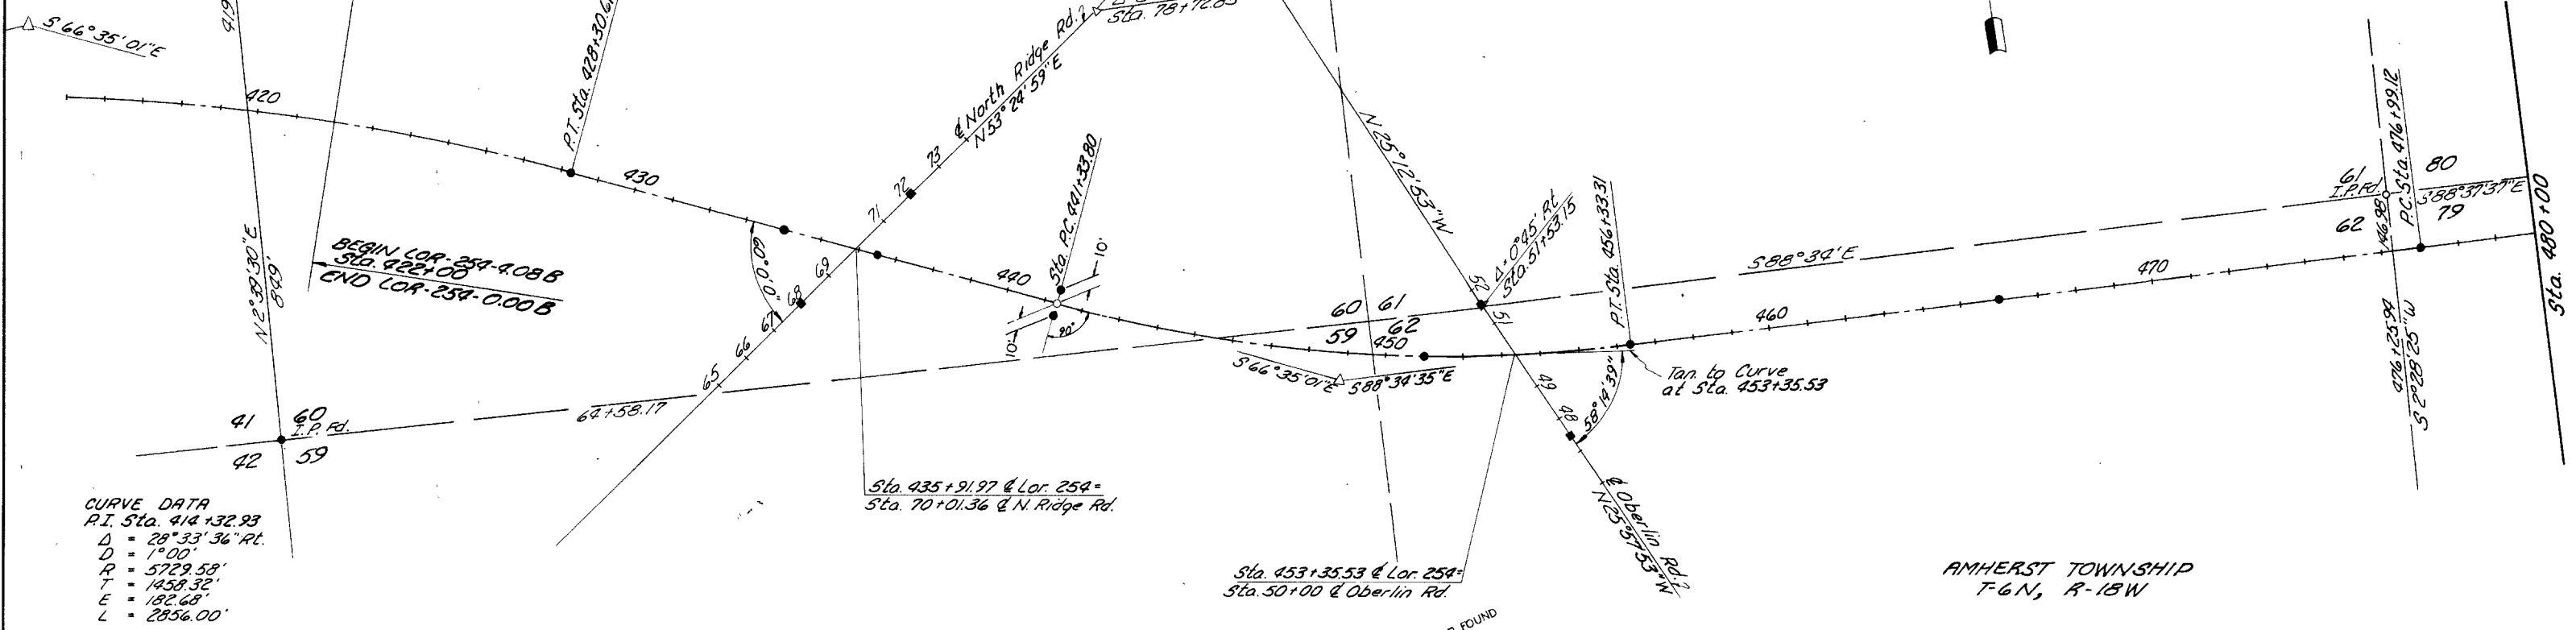 S 66°35'01"E
419
420
P.T. Sta. 428+30.6
430
℄ North Ridge Rd.
N 53°24'59"E
Sta. 78+72.85
73
72
71
69
68
67
66
65
60°0'0"
BEGIN LOR-254-4.08 B
Sta. 422+00
END LOR-254-0.00 B
N 2°39'30"E
849'
41 60
I.P. Fd.
42 59
64+58.17
440
Sta. P.C. 441+33.80
10'
10'
90°
S 66°35'01"E
S 88°34'35"E
60 61
59 62
450
N 25°12'53"W
52
51
Δ=0°45' Rt
Sta. 51+53.15
49
48
58°14'39"
P.T. Sta. 456+33.31
Tan. to Curve
at Sta. 453+35.53
460
S 88°34'E
470
61
I.P. Fd.
62
80
S 88°37'37"E
79
146.98
P.C. Sta. 476+99.12
476+25.94
S 2°28'25"W
Sta. 480+00
℄ Oberlin Rd.
N 25°57'53"W
Sta. 435+91.97 ℄ Lor. 254=
Sta. 70+01.36 ℄ N. Ridge Rd.
Sta. 453+35.53 ℄ Lor. 254=
Sta. 50+00 ℄ Oberlin Rd.
CURVE DATA
P.I. Sta. 414+32.93
Δ = 28°33'36" Rt.
D = 1°00'
R = 5729.58'
T = 1458.32'
E = 182.68'
L = 2856.00'
AMHERST TOWNSHIP
T-6N, R-18W
FOUND